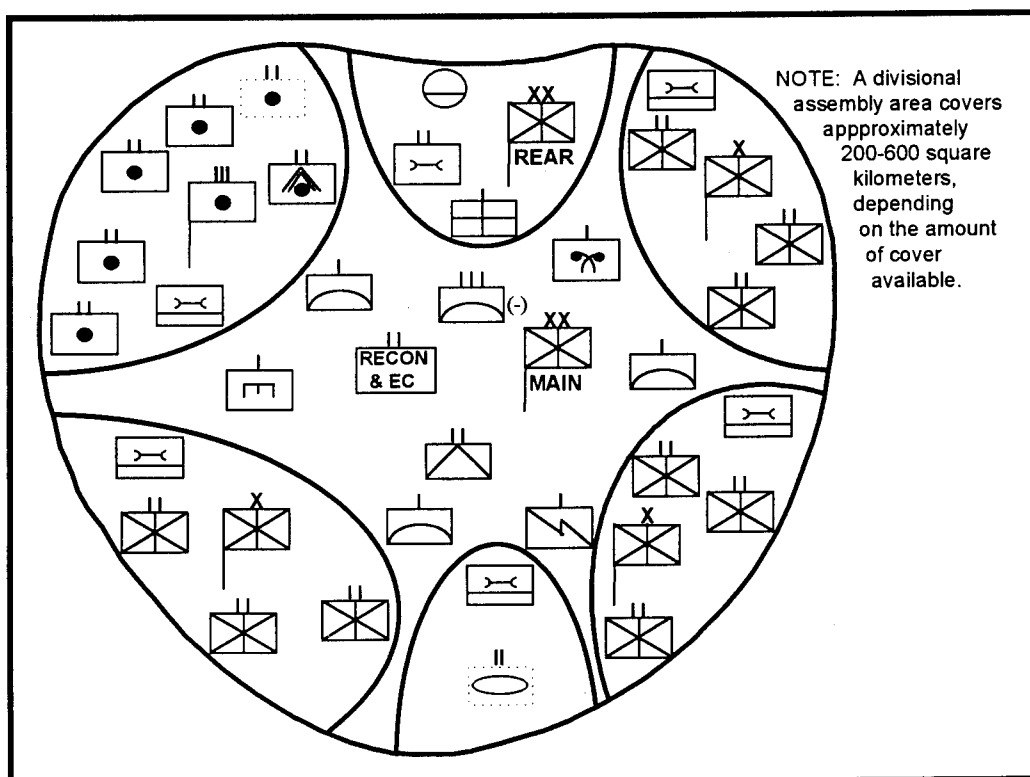 NOTE: A divisional
assembly area covers
appproximately
200-600 square
kilometers,
depending
on the amount
of cover
available.
XX
REAR
X
III
(-)
XX
MAIN
RECON
& EC
X
X